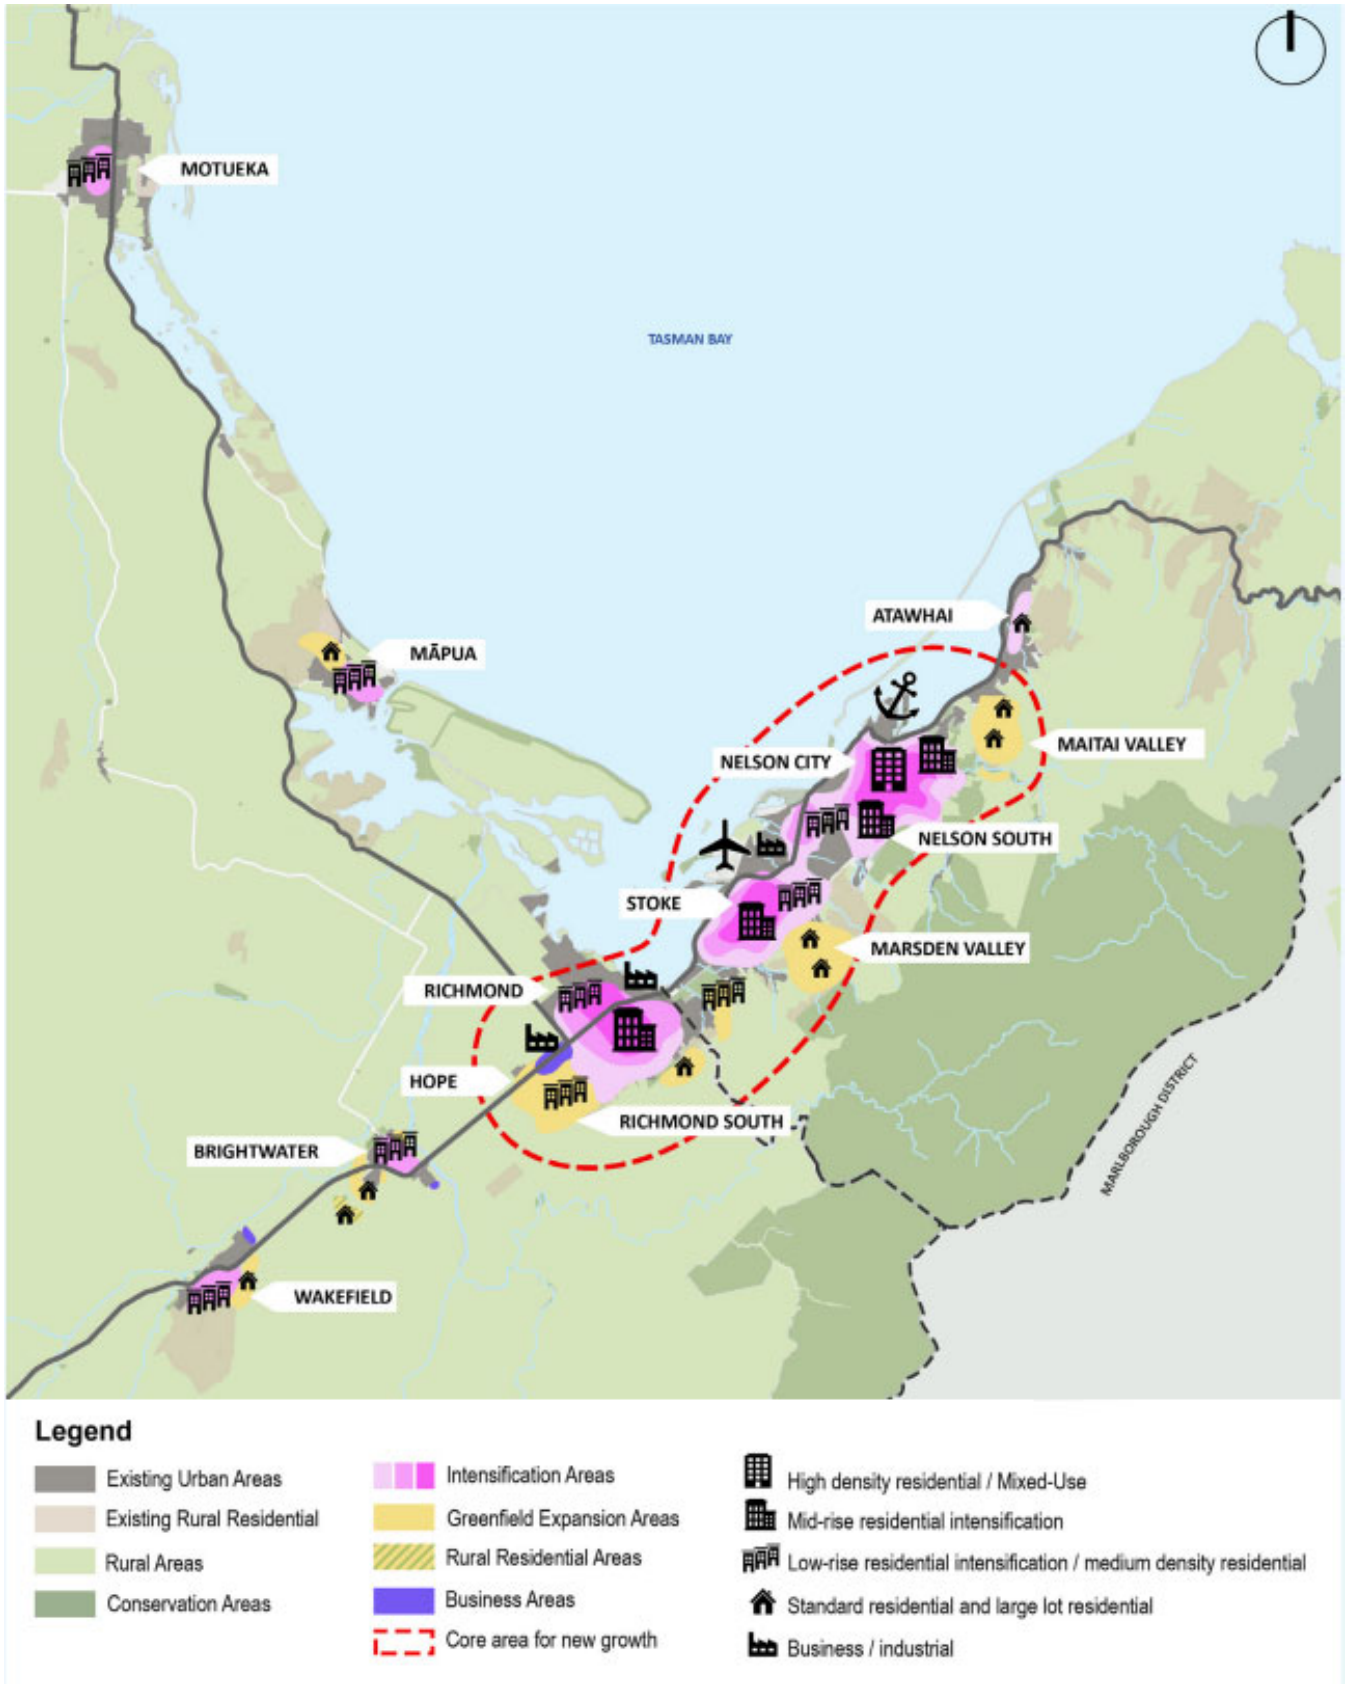 MOTUEKA
TASMAN BAY
ATAWHAI
MĀPUA
MAITAI VALLEY
NELSON CITY
NELSON SOUTH
STOKE
MARSDEN VALLEY
RICHMOND
HOPE
RICHMOND SOUTH
MARLBOROUGH DISTRICT
BRIGHTWATER
WAKEFIELD
Legend
Existing Urban Areas
Existing Rural Residential
Rural Areas
Conservation Areas
Intensification Areas
Greenfield Expansion Areas
Rural Residential Areas
Business Areas
Core area for new growth
High density residential / Mixed-Use
Mid-rise residential intensification
Low-rise residential intensification / medium density residential
Standard residential and large lot residential
Business / industrial